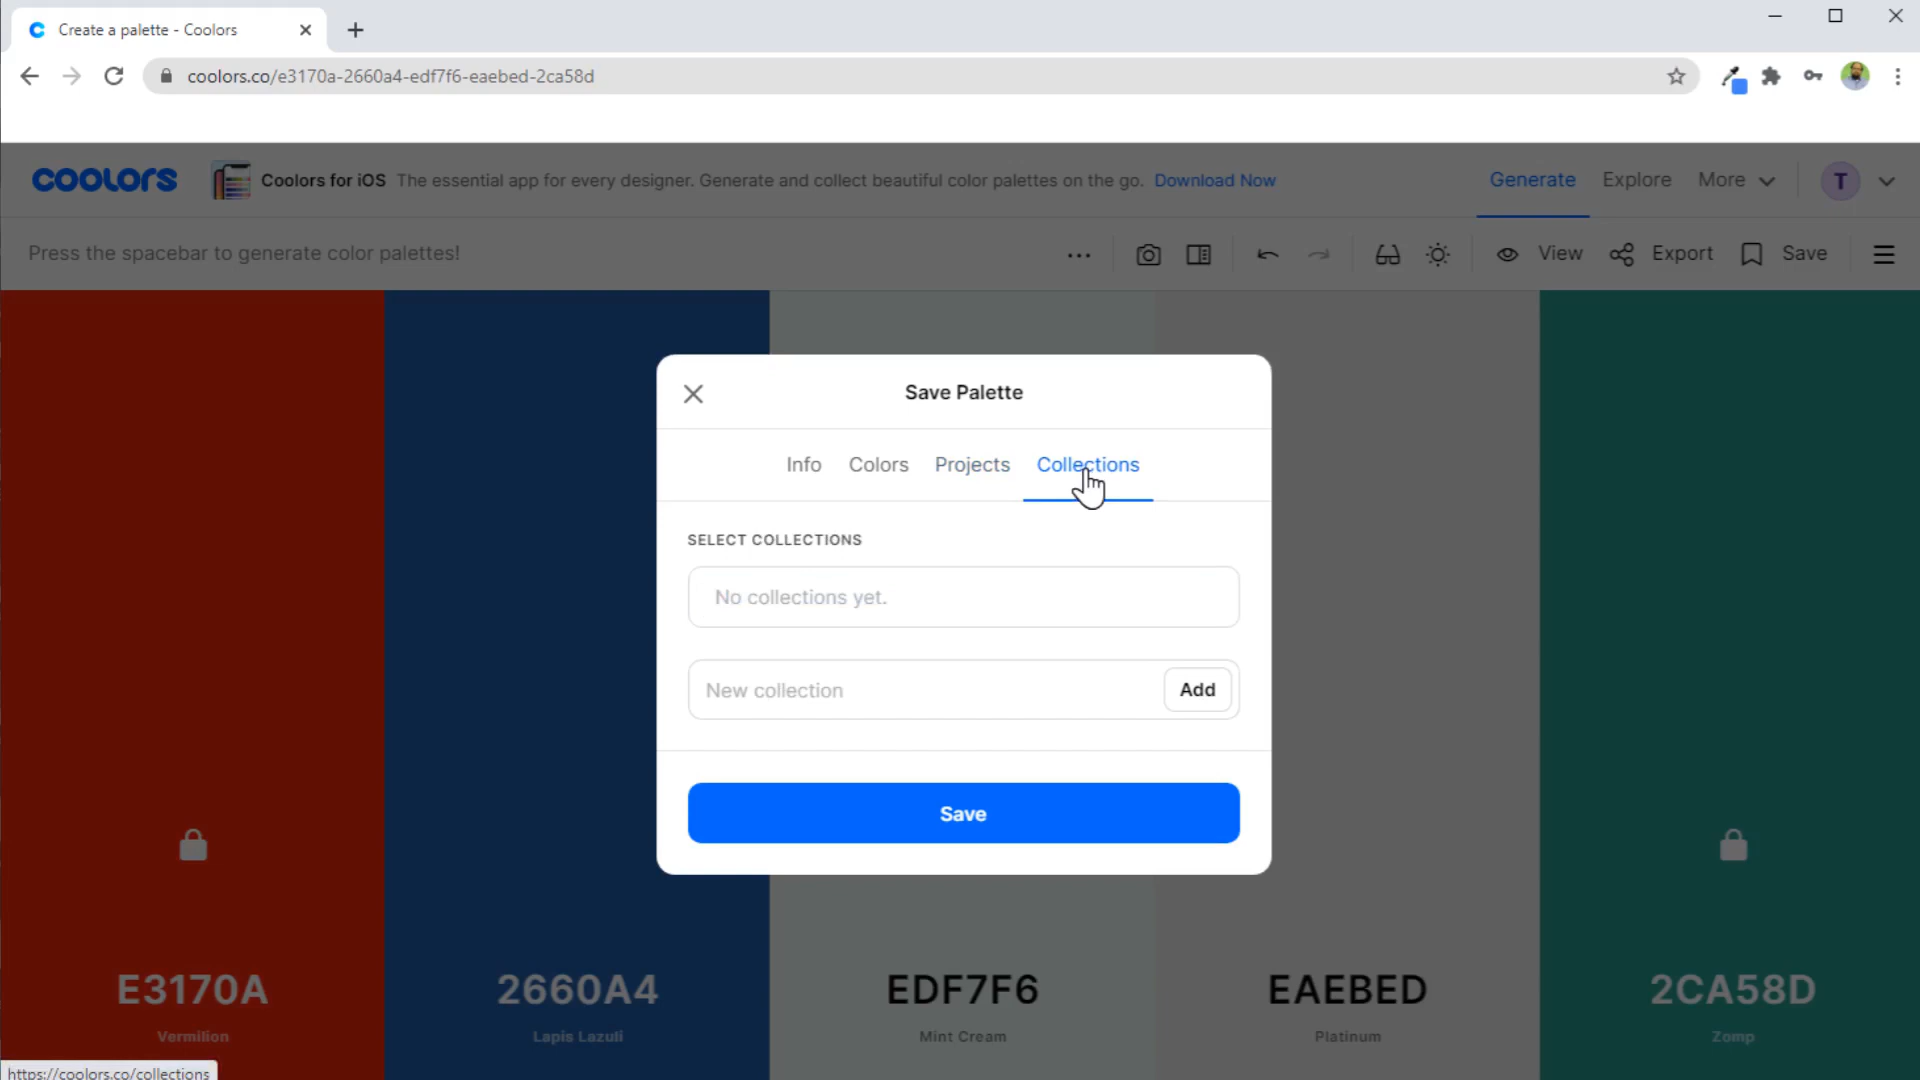 Create a palette - Coolors
coolors.co/e3170a-2660a4-edf7f6-eaebed-2ca58d
coolors
Coolors for iOS The essential app for every designer. Generate and collect beautiful color palettes on the go. Download Now
Generate
Explore
More
T
Press the spacebar to generate color palettes!
View
Export
Save
Save Palette
Info
Colors
Projects
Collections
SELECT COLLECTIONS
No collections yet.
New collection
Add
Save
E3170A
2660A4
EDF7F6
EAEBED
2CA58D
Vermilion
Lapis Lazuli
Mint Cream
Platinum
Zomp
https://coolors.co/collections